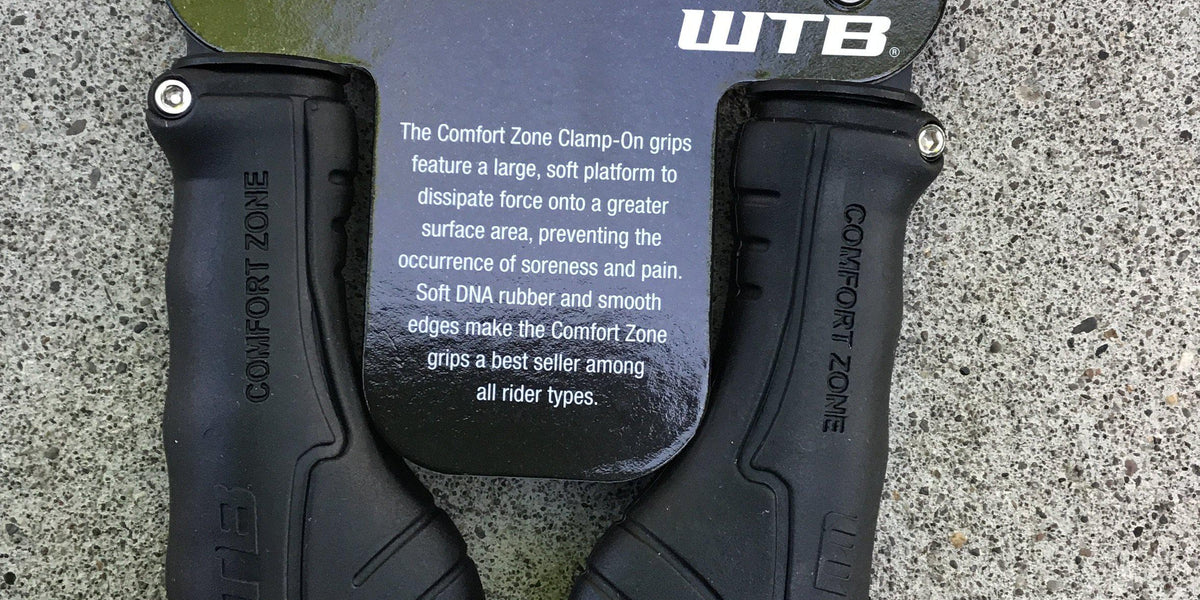 WTB®
The Comfort Zone Clamp-On grips
feature a large, soft platform to
dissipate force onto a greater
surface area, preventing the
occurrence of soreness and pain.
Soft DNA rubber and smooth
edges make the Comfort Zone
grips a best seller among
all rider types.
COMFORT ZONE
COMFORT ZONE